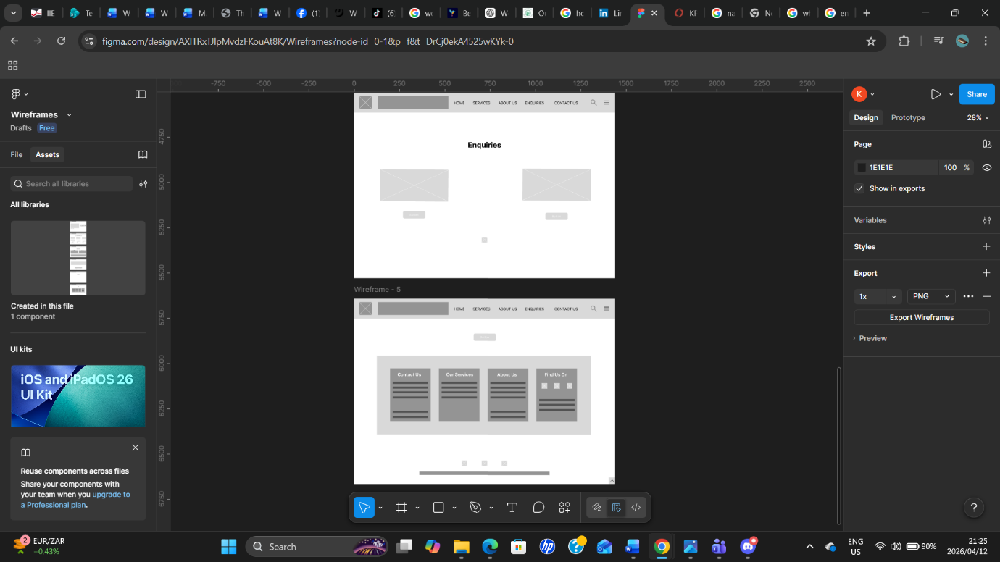 IIE
Te
W
W
M
Th
W
(1)
W
(6
we
Be
W
On
ho
Lin
KF
na
Ne
wl
en
figma.com/design/AXITRxTJlpMvdzFKouAt8K/Wireframes?node-id=0-1&p=f&t=DrCj0ekA4525wKYk-0
-750 -500 -250 0 250 500 750 1000 1250 1500 1750 2000 2250 2500
4750
5000
5250
5500
5750
6000
6250
6500
6750
Wireframes
Drafts Free
File Assets
Search all libraries
All libraries
Created in this file
1 component
UI kits
iOS and iPadOS 26
UI Kit
Reuse components across files
Share your components with
your team when you upgrade to
a Professional plan.
HOME SERVICES ABOUT US ENQUIRIES CONTACT US
Enquiries
Wireframe - 5
HOME SERVICES ABOUT US ENQUIRIES CONTACT US
Contact Us Our Services About Us Find Us On
K
Share
Design Prototype 28%
Page
1E1E1E 100 %
Show in exports
Variables
Styles
Export
1x PNG
Export Wireframes
Preview
?
2
EUR/ZAR
+0,43%
Search
ENG
US
90%
21:25
2026/04/12